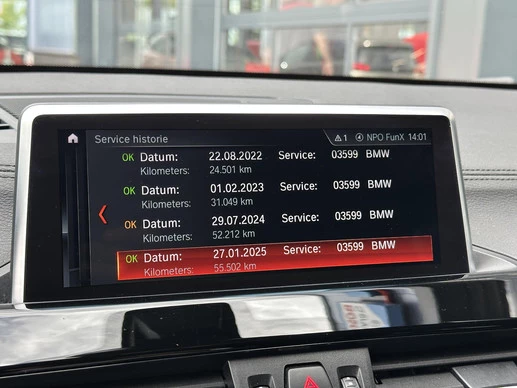 Service historie
1 NPO FunX 14:01
OK Datum: 22.08.2022 Service: 03599 BMW
Kilometers: 24.501 km
OK Datum: 01.02.2023 Service: 03599 BMW
Kilometers: 31.049 km
OK Datum: 29.07.2024 Service: 03599 BMW
Kilometers: 52.212 km
OK Datum: 27.01.2025 Service: 03599 BMW
Kilometers: 55.502 km